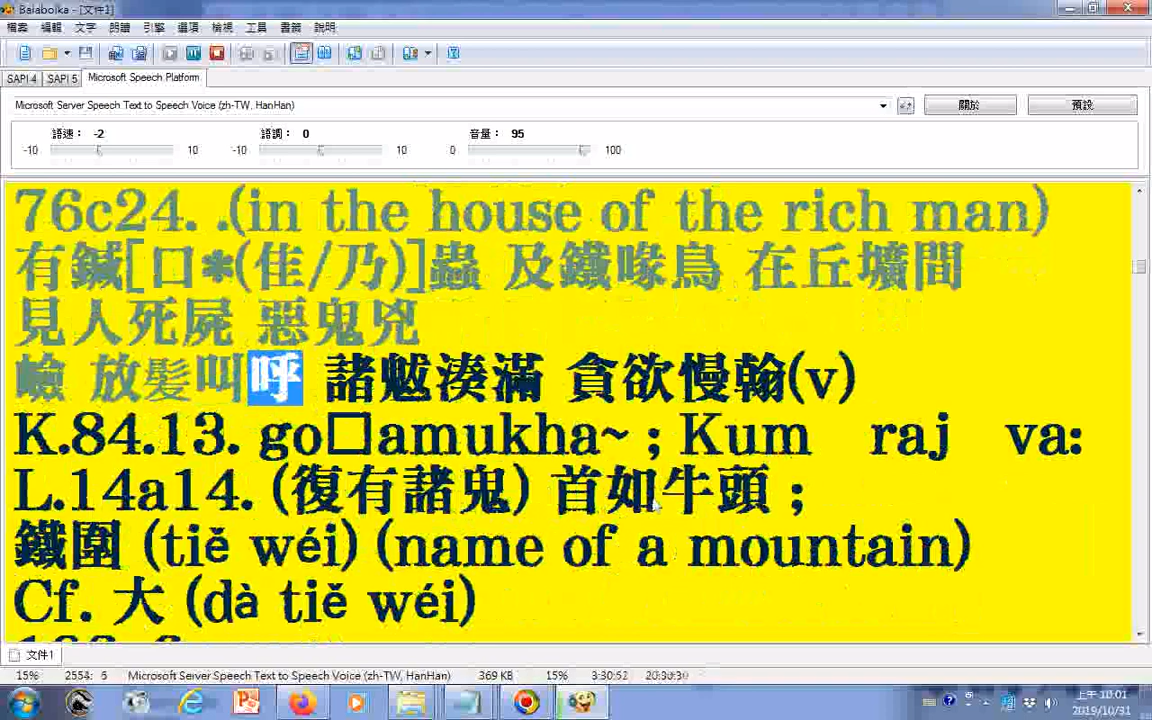 Balabolka - [文件1]
檔案 編輯 文字 朗讀 引擎 選項 檢視 工具 書籤 說明
SAPI 4 SAPI 5 Microsoft Speech Platform
Microsoft Server Speech Text to Speech Voice (zh-TW, HanHan) 關於 預設
語速： -2 語調： 0 音量： 95
-10 10 -10 10 0 100
76c24. .(in the house of the rich man)
有鍼[口*(隹/乃)]蟲 及鐵喙鳥 在丘壙間
見人死屍 惡鬼兇
嶮 放髮叫呼 諸魃湊滿 貪欲慢翰(v)
K.84.13. go□amukha~ ; Kum raj va:
L.14a14. (復有諸鬼) 首如牛頭 ;
鐵圍 (tiě wéi) (name of a mountain)
Cf. 大 (dà tiě wéi)
文件1
15% 2554: 6 Microsoft Server Speech Text to Speech Voice (zh-TW, HanHan) 369 KB 15% 3:30:52 20:30:30
上午 10:01
2019/10/31